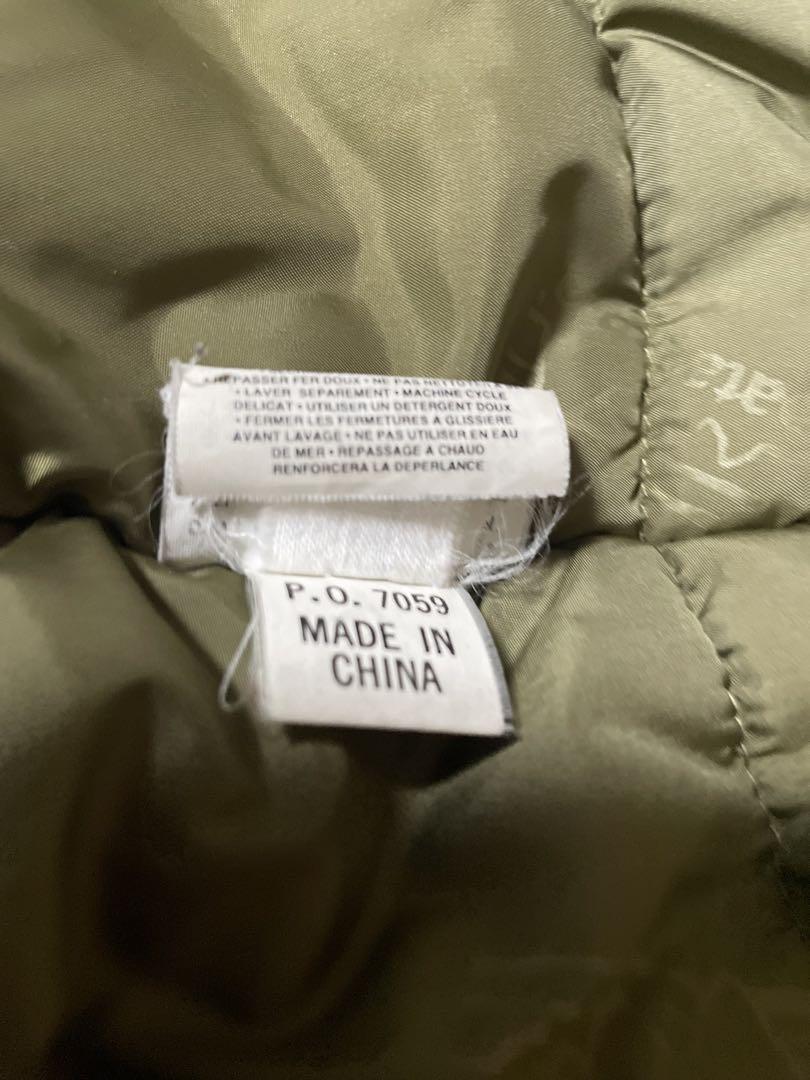 REPASSER FER DOUX • NE PAS NETTOYER
• LAVER SEPAREMENT • MACHINE CYCLE
DELICAT • UTILISER UN DETERGENT DOUX
• FERMER LES FERMETURES A GLISSIERE
AVANT LAVAGE • NE PAS UTILISER EN EAU
DE MER • REPASSAGE A CHAUD
RENFORCERA LA DEPERLANCE
P.O. 7059
MADE IN
CHINA